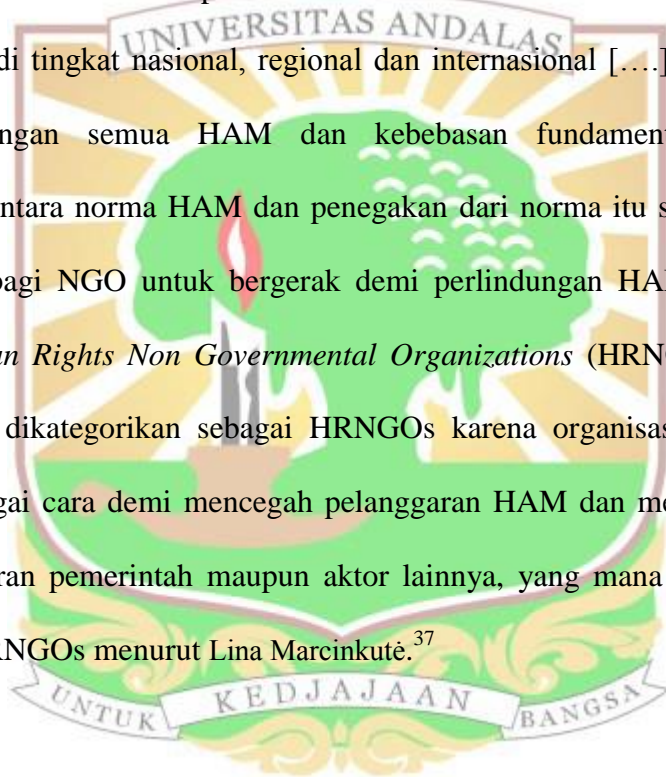 UNIVERSITAS ANDALAS
di tingkat nasional, regional dan internasional [….]
ngan semua HAM dan kebebasan fundament
ntara norma HAM dan penegakan dari norma itu s
bagi NGO untuk bergerak demi perlindungan HA
an Rights Non Governmental Organizations (HRNG
dikategorikan sebagai HRNGOs karena organisas
gai cara demi mencegah pelanggaran HAM dan me
ran pemerintah maupun aktor lainnya, yang mana
RNGOs menurut Lina Marcinkutė.³⁷
UNTUK KEDJAJAAN BANGSA